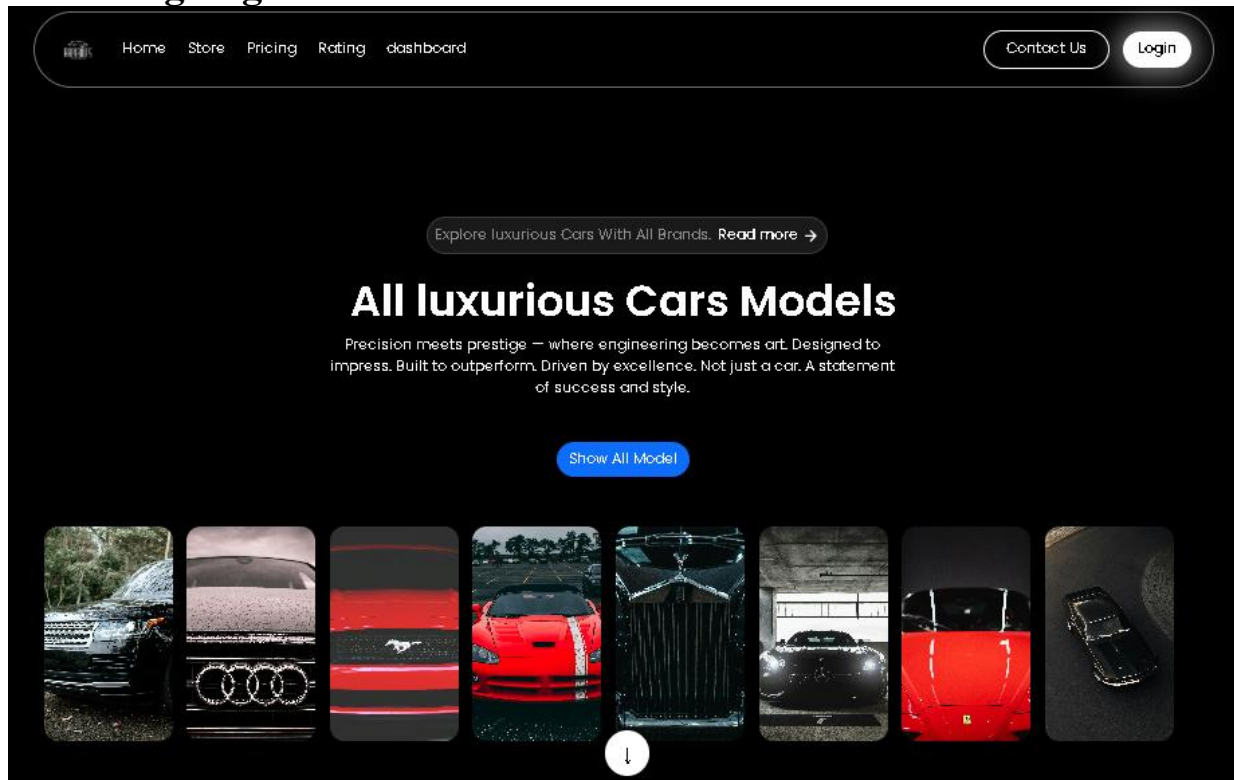 Home Store Pricing Rating dashboard
Contact Us Login
Explore luxurious Cars With All Brands. Read more →
All luxurious Cars Models
Precision meets prestige — where engineering becomes art. Designed to
impress. Built to outperform. Driven by excellence. Not just a car. A statement
of success and style.
Show All Model
↓